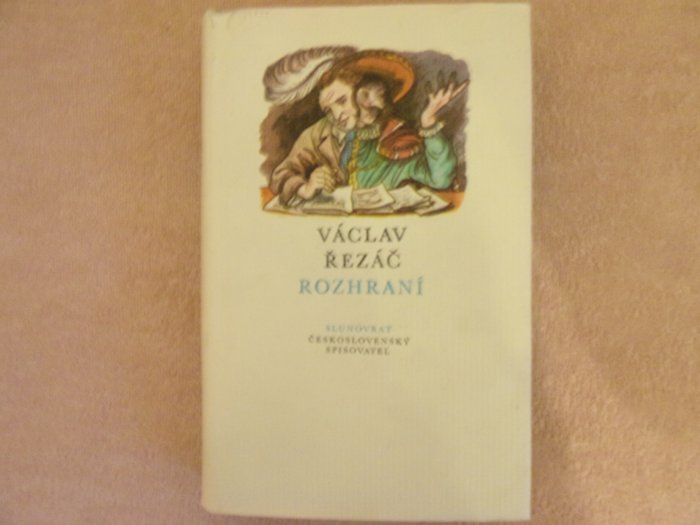 VÁCLAV
ŘEZÁČ
ROZHRANÍ
SLUNOVRAT
ČESKOSLOVENSKÝ
SPISOVATEL